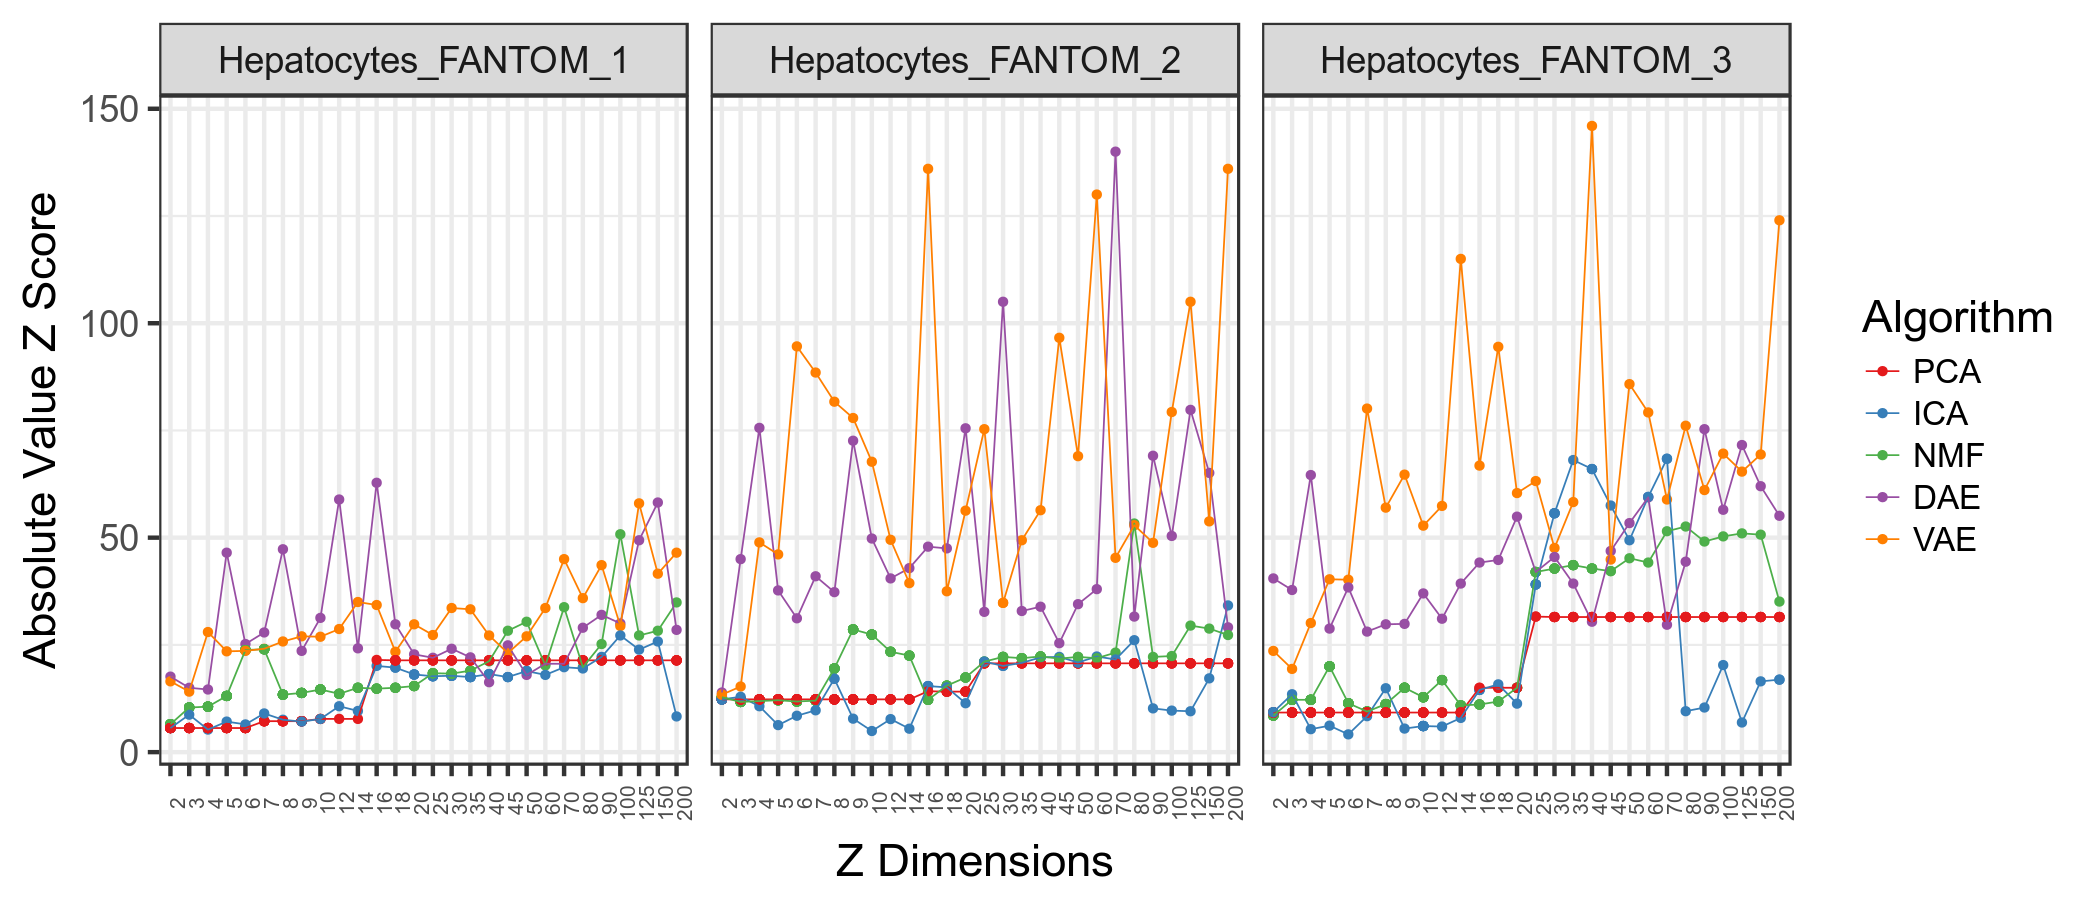 Hepatocytes_FANTOM_1 Hepatocytes_FANTOM_2 Hepatocytes_FANTOM_3
150
100
50
0
Absolute Value Z Score
2 3 4 5 6 7 8 9 10 12 14 16 18 20 25 30 35 40 45 50 60 70 80 90 100 125 150 200
2 3 4 5 6 7 8 9 10 12 14 16 18 20 25 30 35 40 45 50 60 70 80 90 100 125 150 200
2 3 4 5 6 7 8 9 10 12 14 16 18 20 25 30 35 40 45 50 60 70 80 90 100 125 150 200
Z Dimensions
Algorithm
PCA
ICA
NMF
DAE
VAE